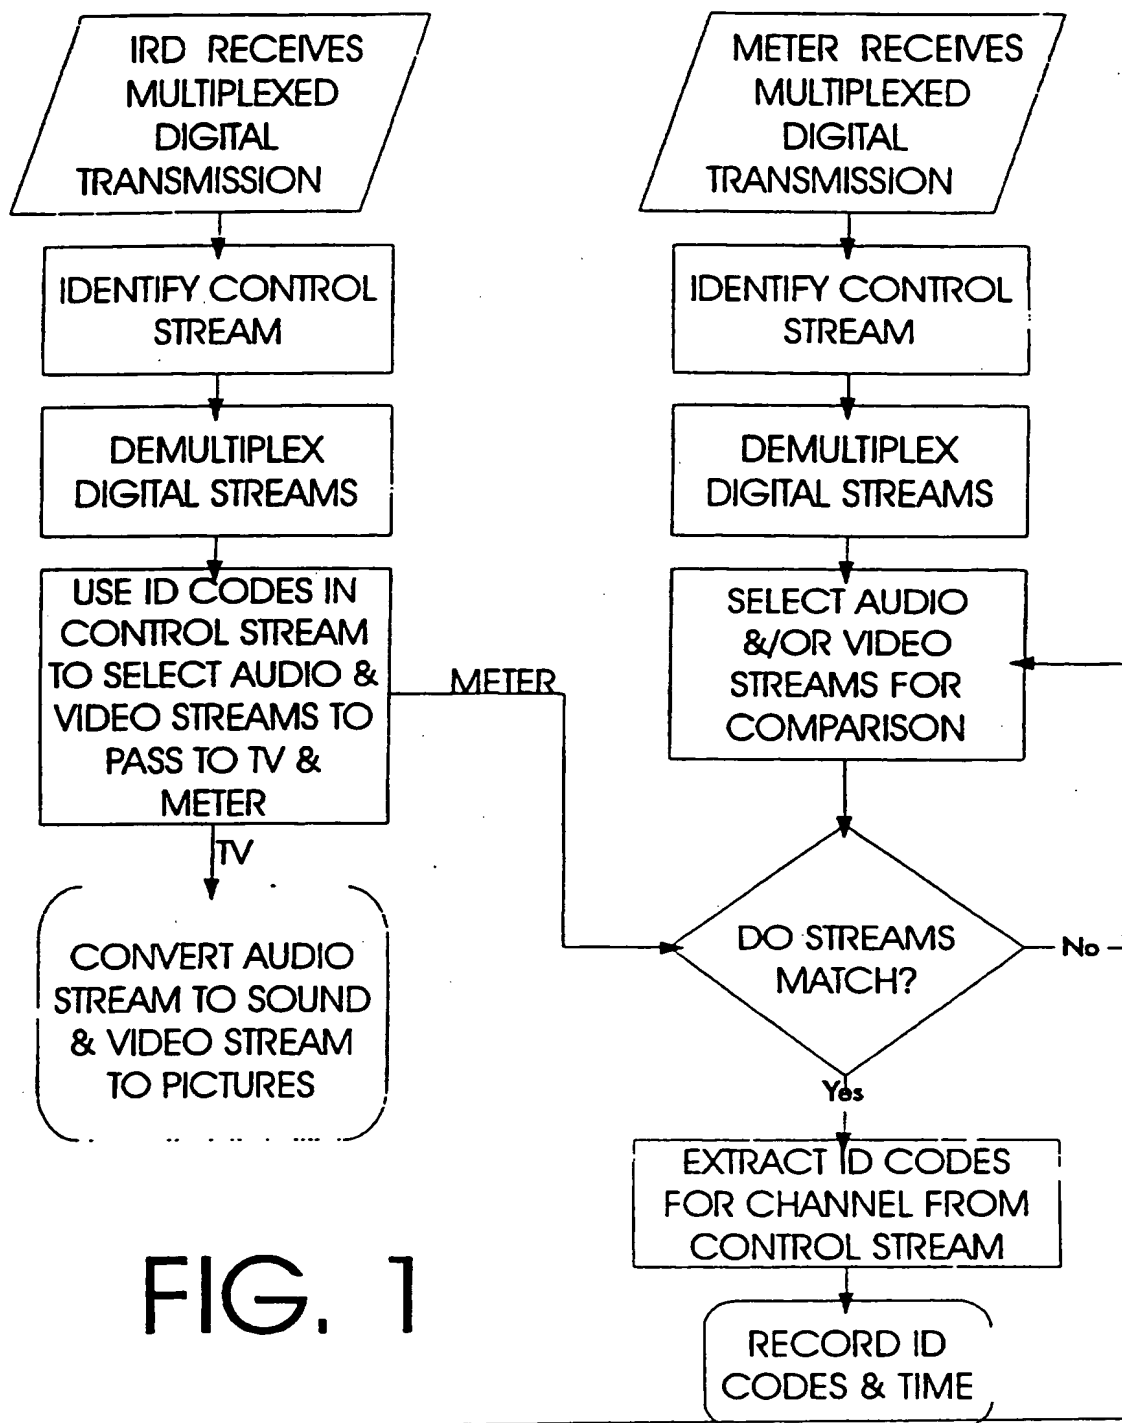 IRD RECEIVES
MULTIPLEXED
DIGITAL
TRANSMISSION
IDENTIFY CONTROL
STREAM
DEMULTIPLEX
DIGITAL STREAMS
USE ID CODES IN
CONTROL STREAM
TO SELECT AUDIO &
VIDEO STREAMS TO
PASS TO TV &
METER
METER
TV
CONVERT AUDIO
STREAM TO SOUND
& VIDEO STREAM
TO PICTURES
METER RECEIVES
MULTIPLEXED
DIGITAL
TRANSMISSION
IDENTIFY CONTROL
STREAM
DEMULTIPLEX
DIGITAL STREAMS
SELECT AUDIO
&/OR VIDEO
STREAMS FOR
COMPARISON
DO STREAMS
MATCH?
No
Yes
EXTRACT ID CODES
FOR CHANNEL FROM
CONTROL STREAM
RECORD ID
CODES & TIME
FIG. 1